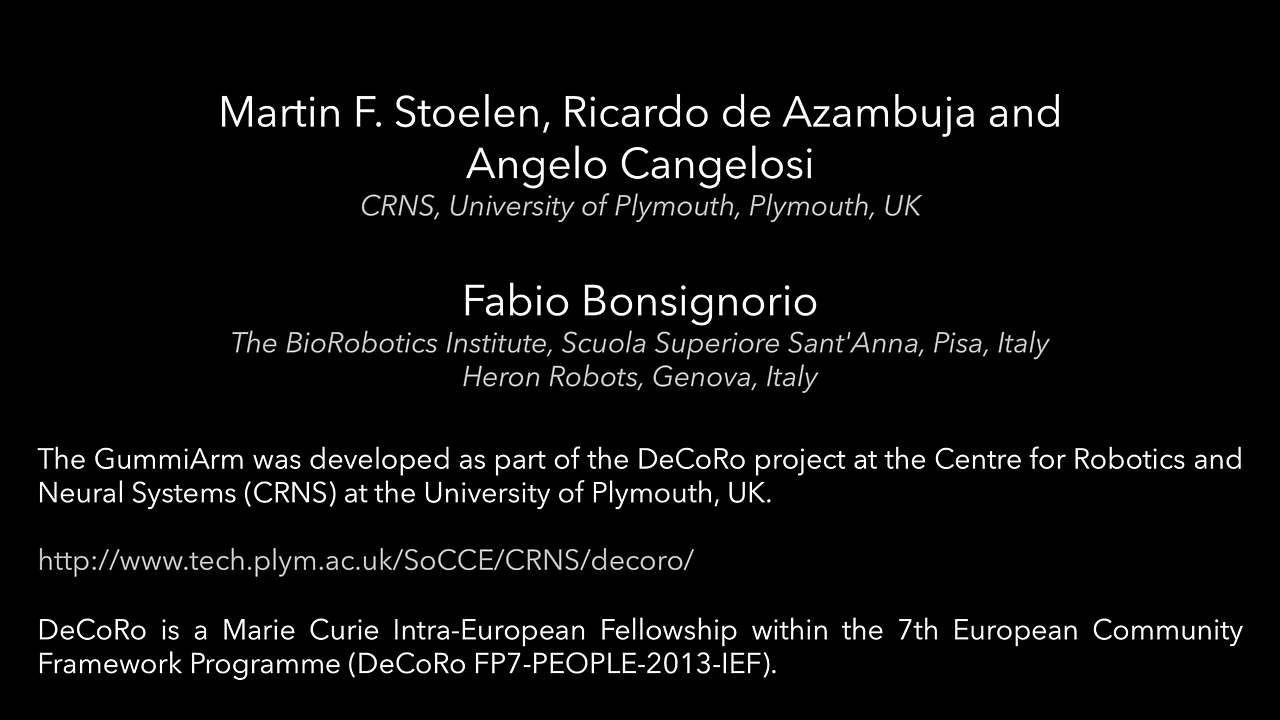 Martin F. Stoelen, Ricardo de Azambuja and
Angelo Cangelosi
CRNS, University of Plymouth, Plymouth, UK
Fabio Bonsignorio
The BioRobotics Institute, Scuola Superiore Sant'Anna, Pisa, Italy
Heron Robots, Genova, Italy
The GummiArm was developed as part of the DeCoRo project at the Centre for Robotics and
Neural Systems (CRNS) at the University of Plymouth, UK.
http://www.tech.plym.ac.uk/SoCCE/CRNS/decoro/
DeCoRo is a Marie Curie Intra-European Fellowship within the 7th European Community
Framework Programme (DeCoRo FP7-PEOPLE-2013-IEF).